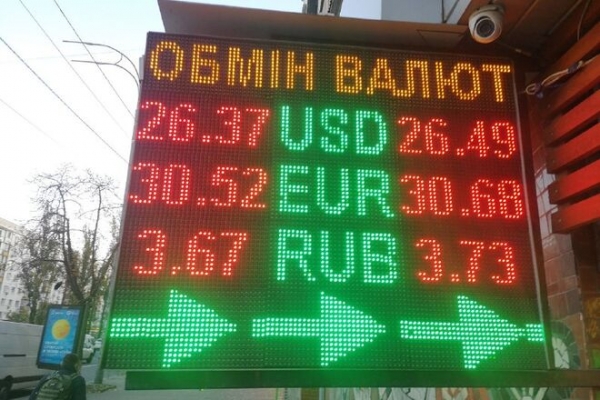 ОБМІН ВАЛЮТ
26.37 USD 26.49
30.52 EUR 30.68
3.67 RUB 3.73